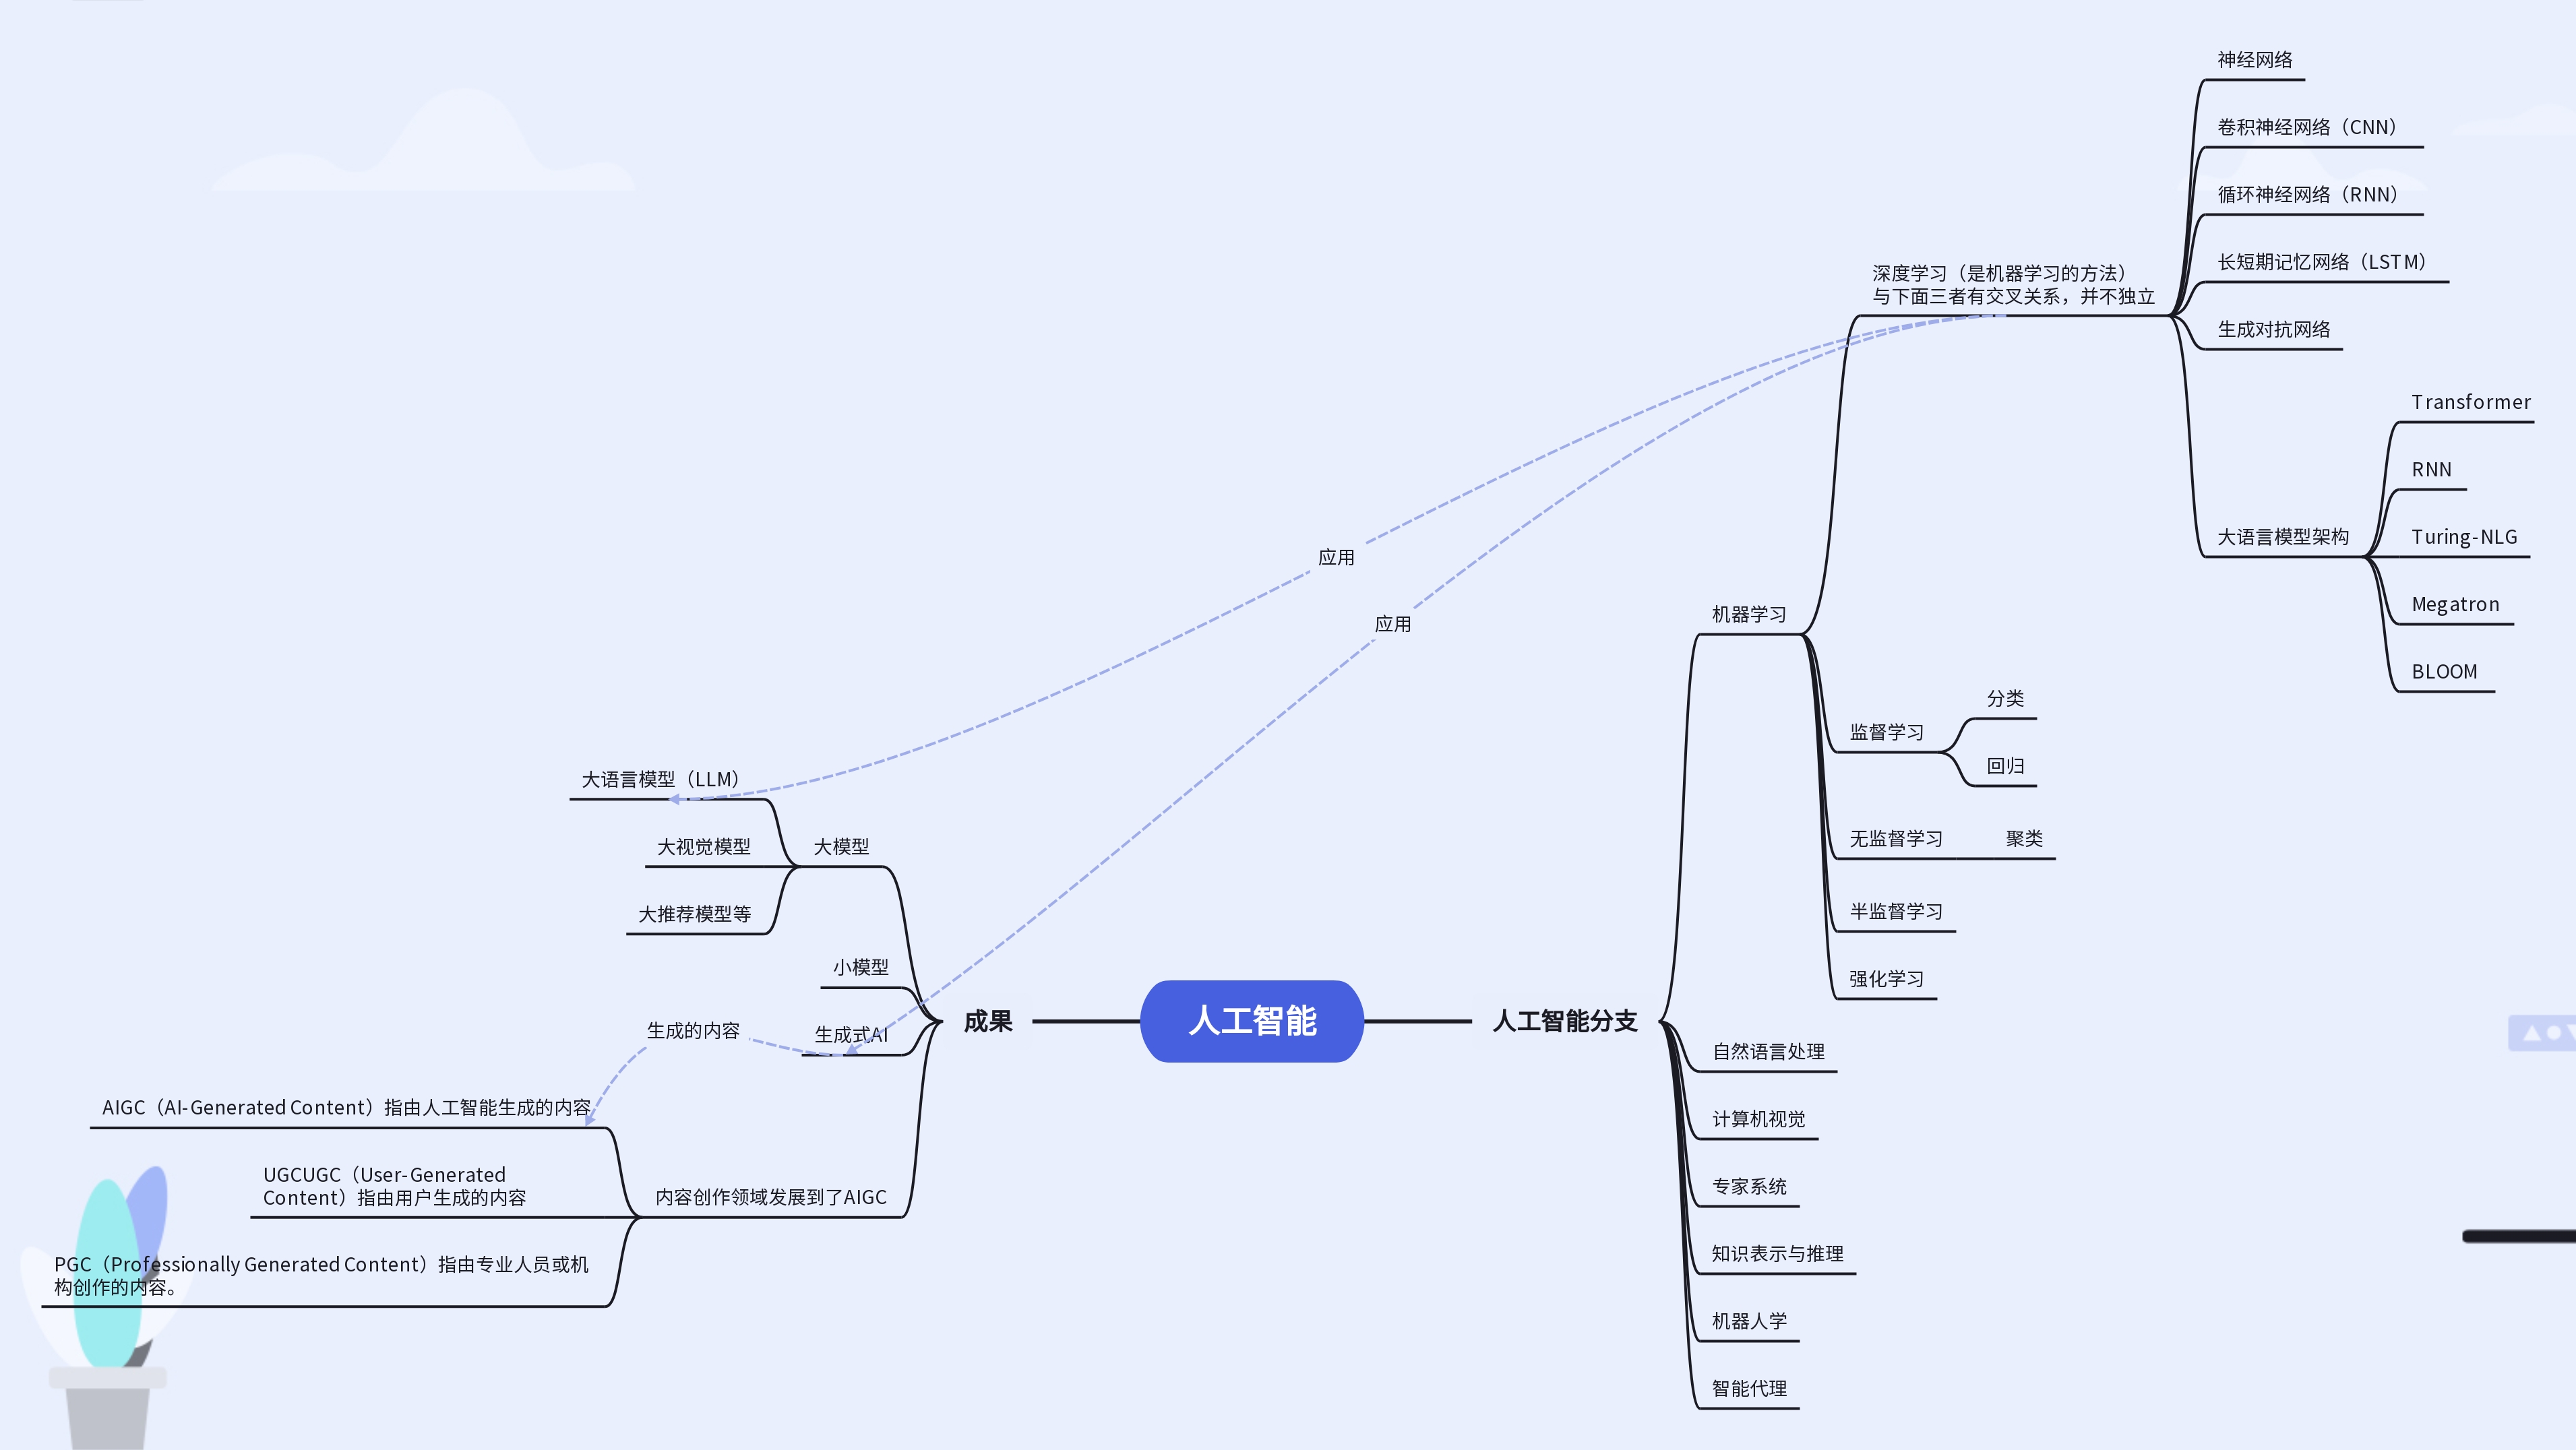 神经网络
卷积神经网络（CNN）
循环神经网络（RNN）
长短期记忆网络（LSTM）
深度学习（是机器学习的方法）
与下面三者有交叉关系，并不独立
生成对抗网络
Transformer
RNN
大语言模型架构
Turing-NLG
Megatron
BLOOM
应用
应用
机器学习
分类
监督学习
回归
无监督学习
聚类
半监督学习
强化学习
大语言模型（LLM）
大视觉模型
大模型
大推荐模型等
小模型
生成式AI
生成的内容
成果
人工智能
人工智能分支
自然语言处理
计算机视觉
专家系统
知识表示与推理
机器人学
智能代理
AIGC（AI-Generated Content）指由人工智能生成的内容
UGCUGC（User-Generated
Content）指由用户生成的内容
内容创作领域发展到了AIGC
PGC（Professionally Generated Content）指由专业人员或机
构创作的内容。